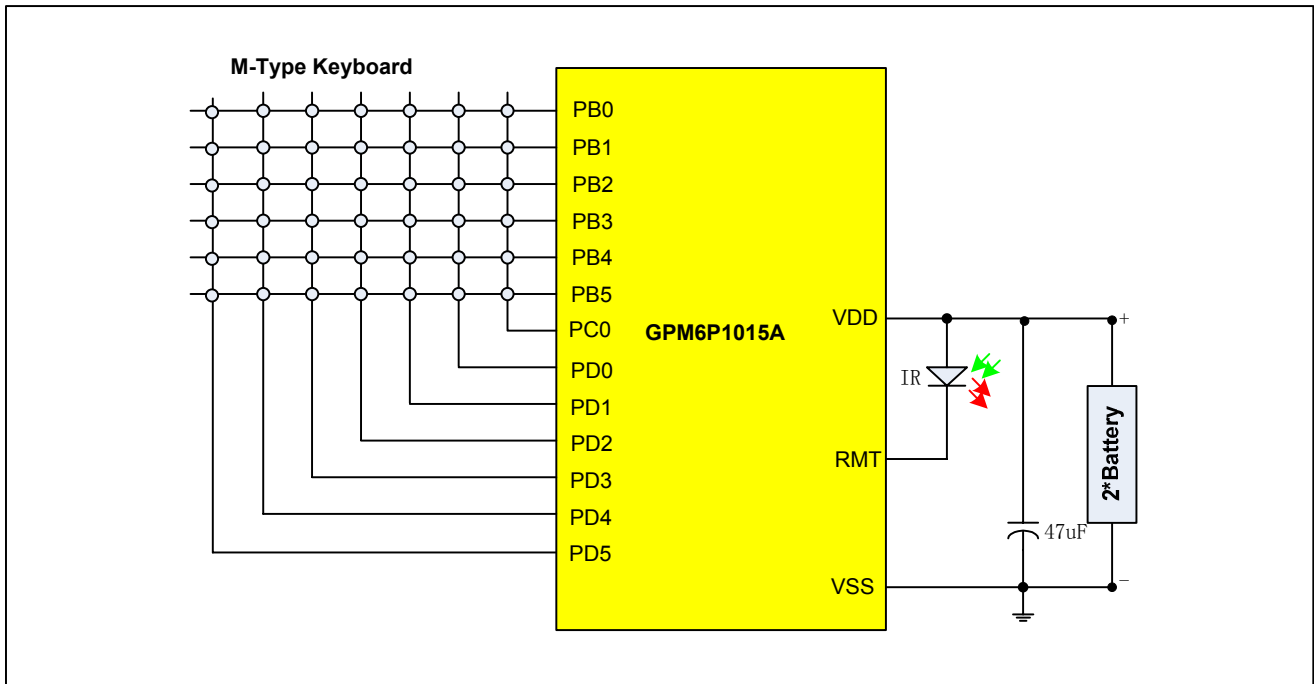 M-Type Keyboard
PB0
PB1
PB2
PB3
PB4
PB5
PC0
PD0
PD1
PD2
PD3
PD4
PD5
GPM6P1015A
VDD
RMT
VSS
IR
47uF
+
2*Battery
-